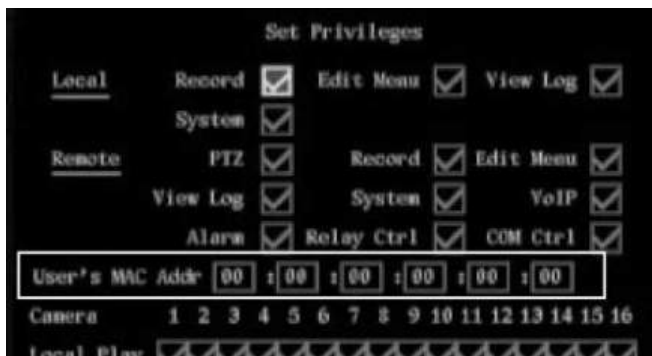 Set Privileges
Local Record Edit Menu View Log
System
Remote PTZ Record Edit Menu
View Log System VoIP
Alarm Relay Ctrl COM Ctrl
User's MAC Addr 00 : 00 : 00 : 00 : 00 : 00
Camera 1 2 3 4 5 6 7 8 9 10 11 12 13 14 15 16
Local Play